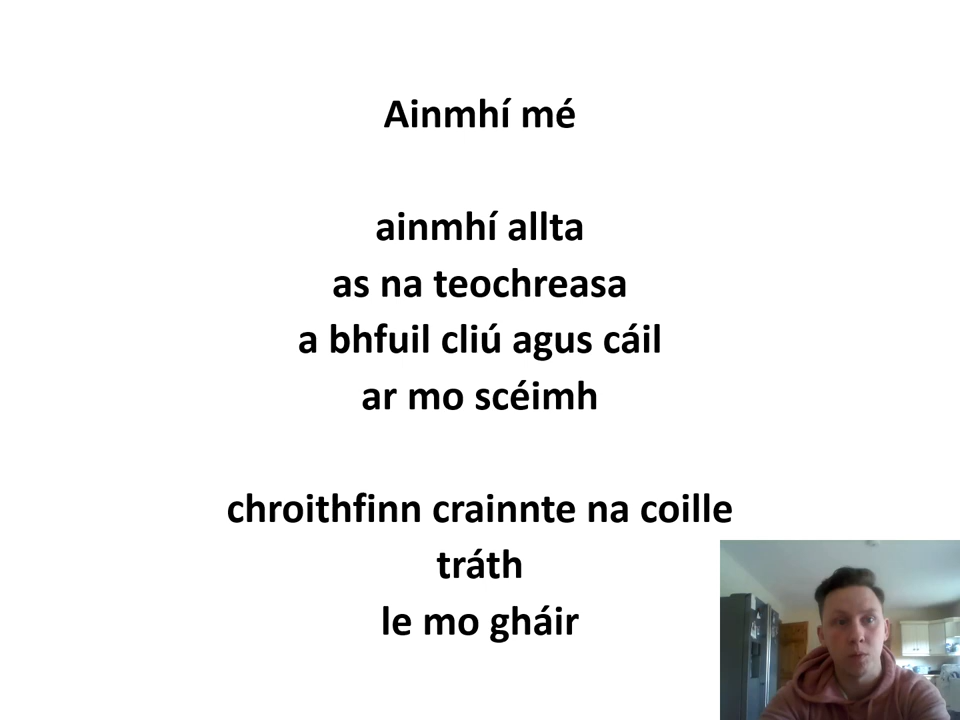 Ainmhí mé
ainmhí allta
as na teochreasa
a bhfuil cliú agus cáil
ar mo scéimh
chroithfinn crainnte na coille
tráth
le mo gháir